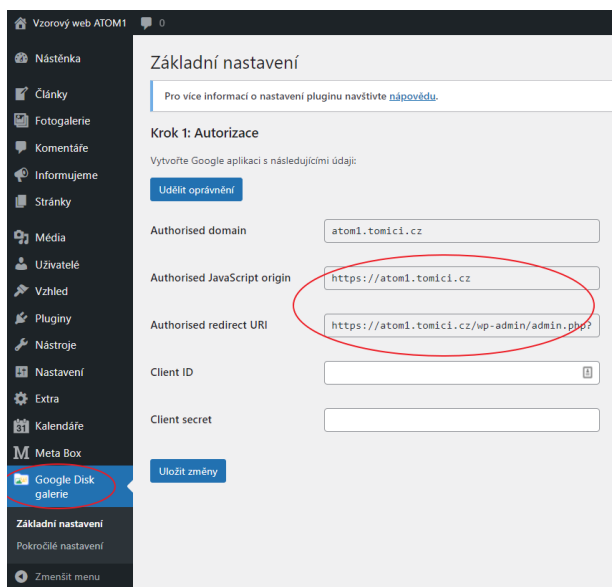 Vzorový web ATOM1 0
Nástěnka
Články
Fotogalerie
Komentáře
Informujeme
Stránky
Média
Uživatelé
Vzhled
Pluginy
Nástroje
Nastavení
Extra
31 Kalendáře
M Meta Box
Google Disk
galerie
Základní nastavení
Pokročilé nastavení
Zmenšit menu
Základní nastavení
Pro více informací o nastavení pluginu navštivte nápovědu.
Krok 1: Autorizace
Vytvořte Google aplikaci s následujícími údaji:
Udělit oprávnění
Authorised domain atom1.tomici.cz
Authorised JavaScript origin https://atom1.tomici.cz
Authorised redirect URI https://atom1.tomici.cz/wp-admin/admin.php?
Client ID
Client secret
Uložit změny